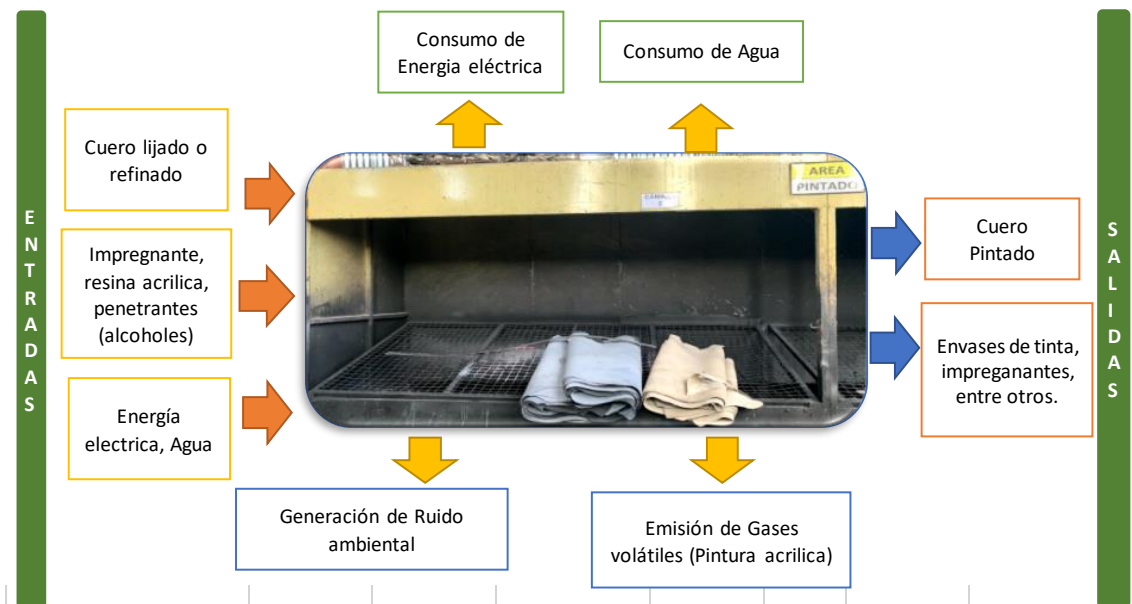 Consumo de
Energia eléctrica
Consumo de Agua
ENTRADAS
Cuero lijado o
refinado
Impregnante,
resina acrilica,
penetrantes
(alcoholes)
Energía
electrica, Agua
AREA
PINTADO
Cuero
Pintado
Envases de tinta,
impreganantes,
entre otros.
SALIDAS
Generación de Ruido
ambiental
Emisión de Gases
volátiles (Pintura acrilica)